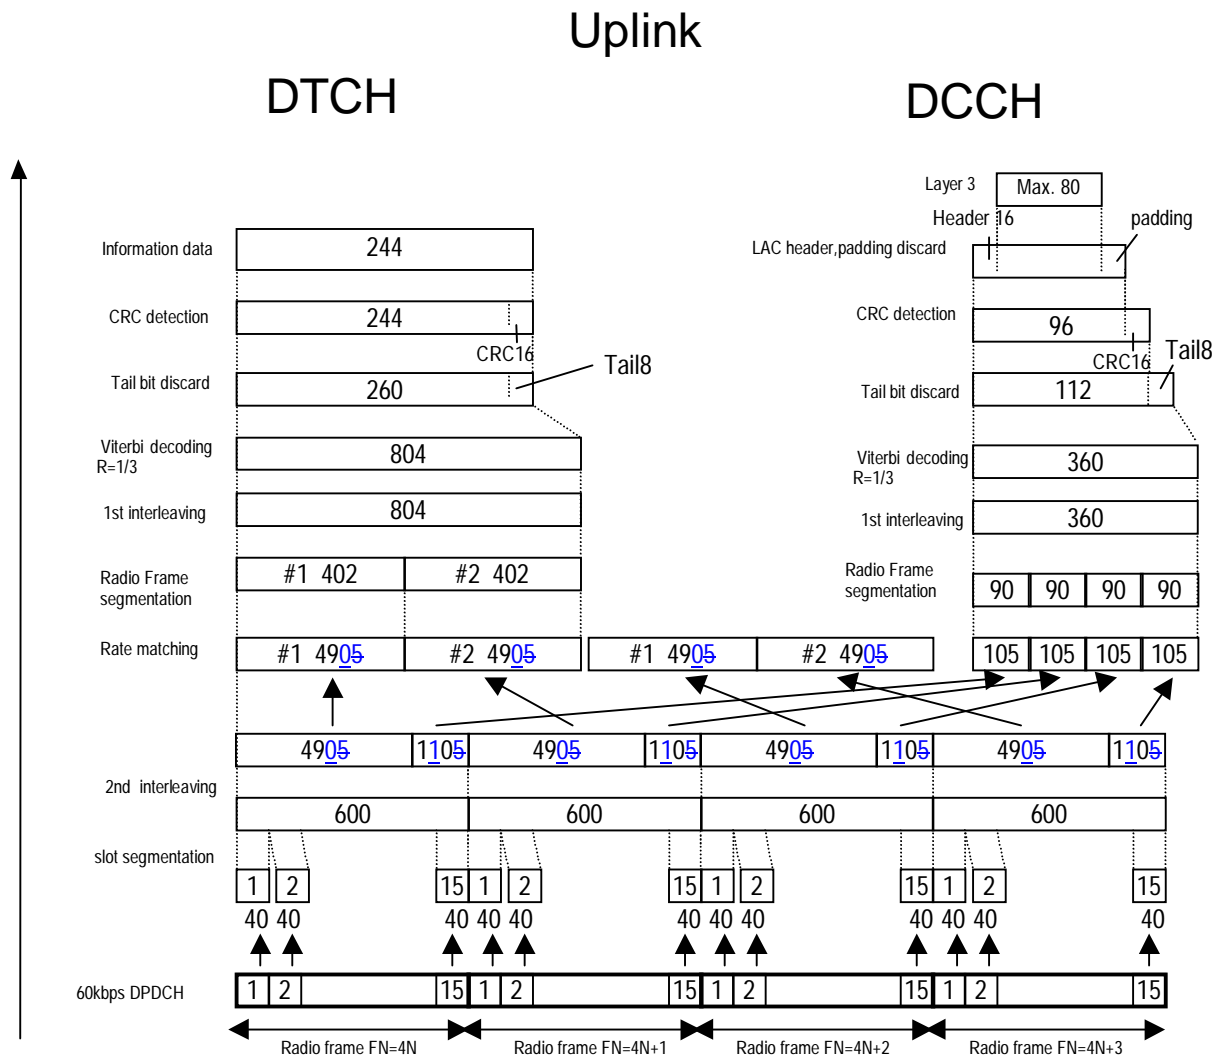 Uplink
DTCH
DCCH
Layer 3
Max. 80
Header 16
padding
Information data
244
LAC header,padding discard
CRC detection
244
CRC16
CRC detection
96
CRC16
Tail8
Tail bit discard
260
Tail8
Tail bit discard
112
Viterbi decoding
R=1/3
804
Viterbi decoding
R=1/3
360
1st interleaving
804
1st interleaving
360
Radio Frame
segmentation
#1 402
#2 402
Radio Frame
segmentation
90 90 90 90
Rate matching
#1 4905
#2 4905
#1 4905
#2 4905
105 105 105 105
4905 1105 4905 1105 4905 1105 4905 1105
2nd interleaving
600 600 600 600
slot segmentation
1 2 15 1 2 15 1 2 15 1 2 15
40 40 40 40 40 40 40 40 40 40 40 40
60kbps DPDCH
1 2 15 1 2 15 1 2 15 1 2 15
Radio frame FN=4N
Radio frame FN=4N+1
Radio frame FN=4N+2
Radio frame FN=4N+3